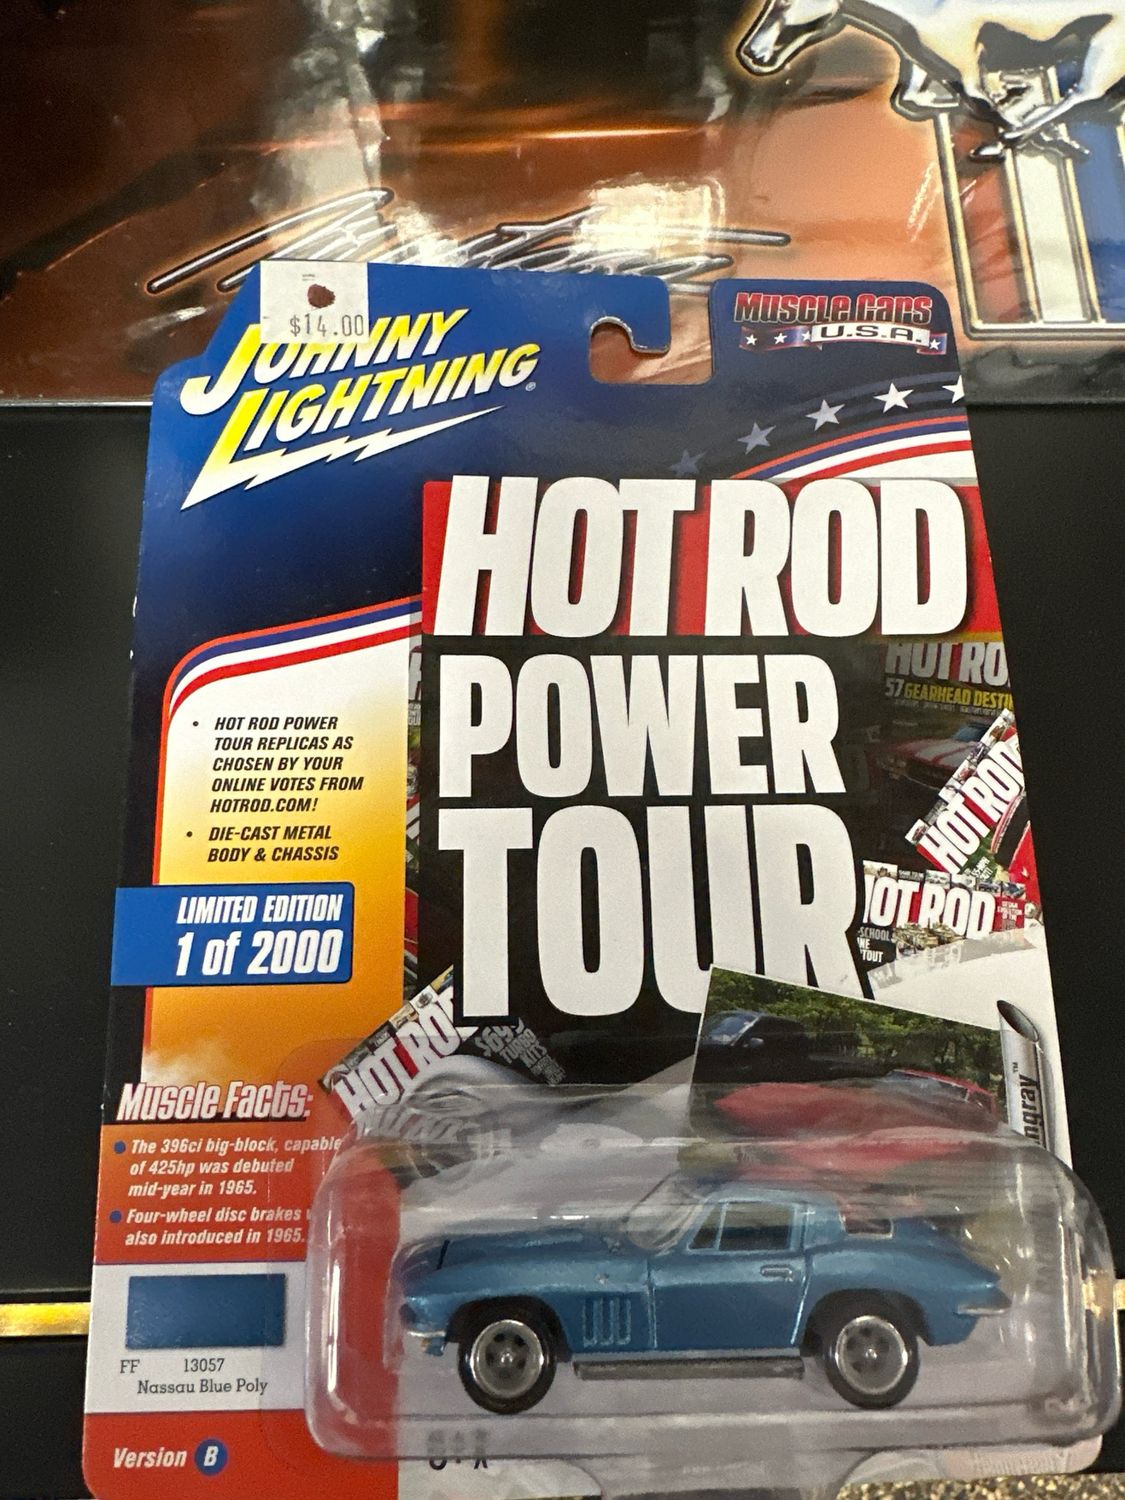 $14.00
JOHNNY
LIGHTNING®
MUSCLE CARS
U.S.A.
HOT ROD
POWER
TOUR
• HOT ROD POWER
TOUR REPLICAS AS
CHOSEN BY YOUR
ONLINE VOTES FROM
HOTROD.COM!
• DIE-CAST METAL
BODY & CHASSIS
LIMITED EDITION
1 of 2000
HOT RO
57 GEARHEAD DESTIN
HOT ROD
HOT ROD
HOT ROD
ngray™
MUSCLE FACTS:
• The 396ci big-block, capable
of 425hp was debuted
mid-year in 1965.
• Four-wheel disc brakes
also introduced in 1965.
FF 13057
Nassau Blue Poly
Version B